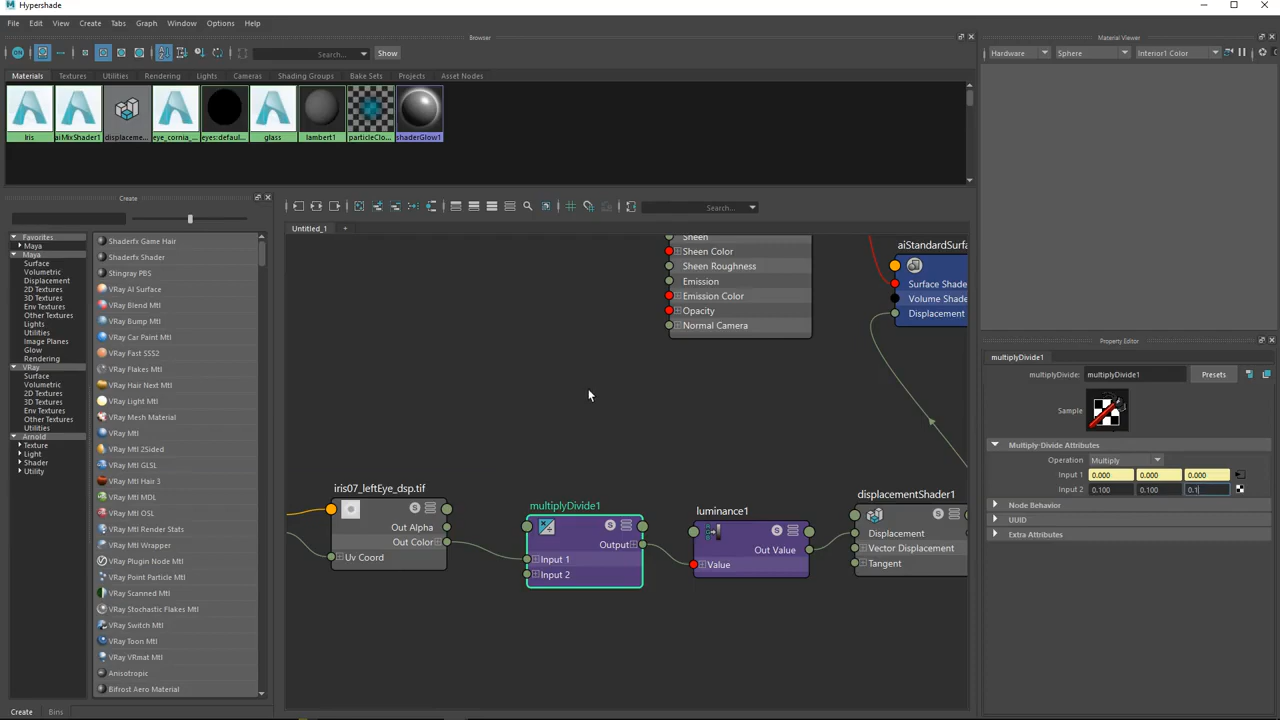 Hypershade
File Edit View Create Tabs Graph Window Options Help
Browser
ON
Search...
Show
Materials Textures Utilities Rendering Lights Cameras Shading Groups Bake Sets Projects Asset Nodes
Iris aiMixShader1 displaceme... eye_cornia_... eyes:defaul... glass lambert1 particleClo... shaderGlow1
Create
Favorites
Maya
Maya
Surface
Volumetric
Displacement
2D Textures
3D Textures
Env Textures
Other Textures
Lights
Utilities
Image Planes
Glow
Rendering
VRay
Surface
Volumetric
2D Textures
3D Textures
Env Textures
Other Textures
Utilities
Arnold
Texture
Light
Shader
Utility
Create Bins
Shaderfx Game Hair
Shaderfx Shader
Stingray PBS
VRay Al Surface
VRay Blend Mtl
VRay Bump Mtl
VRay Car Paint Mtl
VRay Fast SSS2
VRay Flakes Mtl
VRay Hair Next Mtl
VRay Light Mtl
VRay Mesh Material
VRay Mtl
VRay Mtl 2Sided
VRay Mtl GLSL
VRay Mtl Hair 3
VRay Mtl MDL
VRay Mtl OSL
VRay Mtl Render Stats
VRay Mtl Wrapper
VRay Plugin Node Mtl
VRay Point Particle Mtl
VRay Scanned Mtl
VRay Stochastic Flakes Mtl
VRay Switch Mtl
VRay Toon Mtl
VRay VRmat Mtl
Anisotropic
Bifrost Aero Material
Search...
Untitled_1 +
Sheen
Sheen Color
Sheen Roughness
Emission
Emission Color
Opacity
Normal Camera
aiStandardSurfa
Surface Shade
Volume Shade
Displacement
iris07_leftEye_dsp.tif
Out Alpha
Out Color
Uv Coord
multiplyDivide1
Output
Input 1
Input 2
luminance1
Out Value
Value
displacementShader1
Displacement
Vector Displacement
Tangent
Material Viewer
Hardware Sphere Interior1 Color
Property Editor
multiplyDivide1
multiplyDivide: multiplyDivide1 Presets
Sample
Multiply-Divide Attributes
Operation Multiply
Input 1 0.000 0.000 0.000
Input 2 0.100 0.100 0.1
Node Behavior
UUID
Extra Attributes